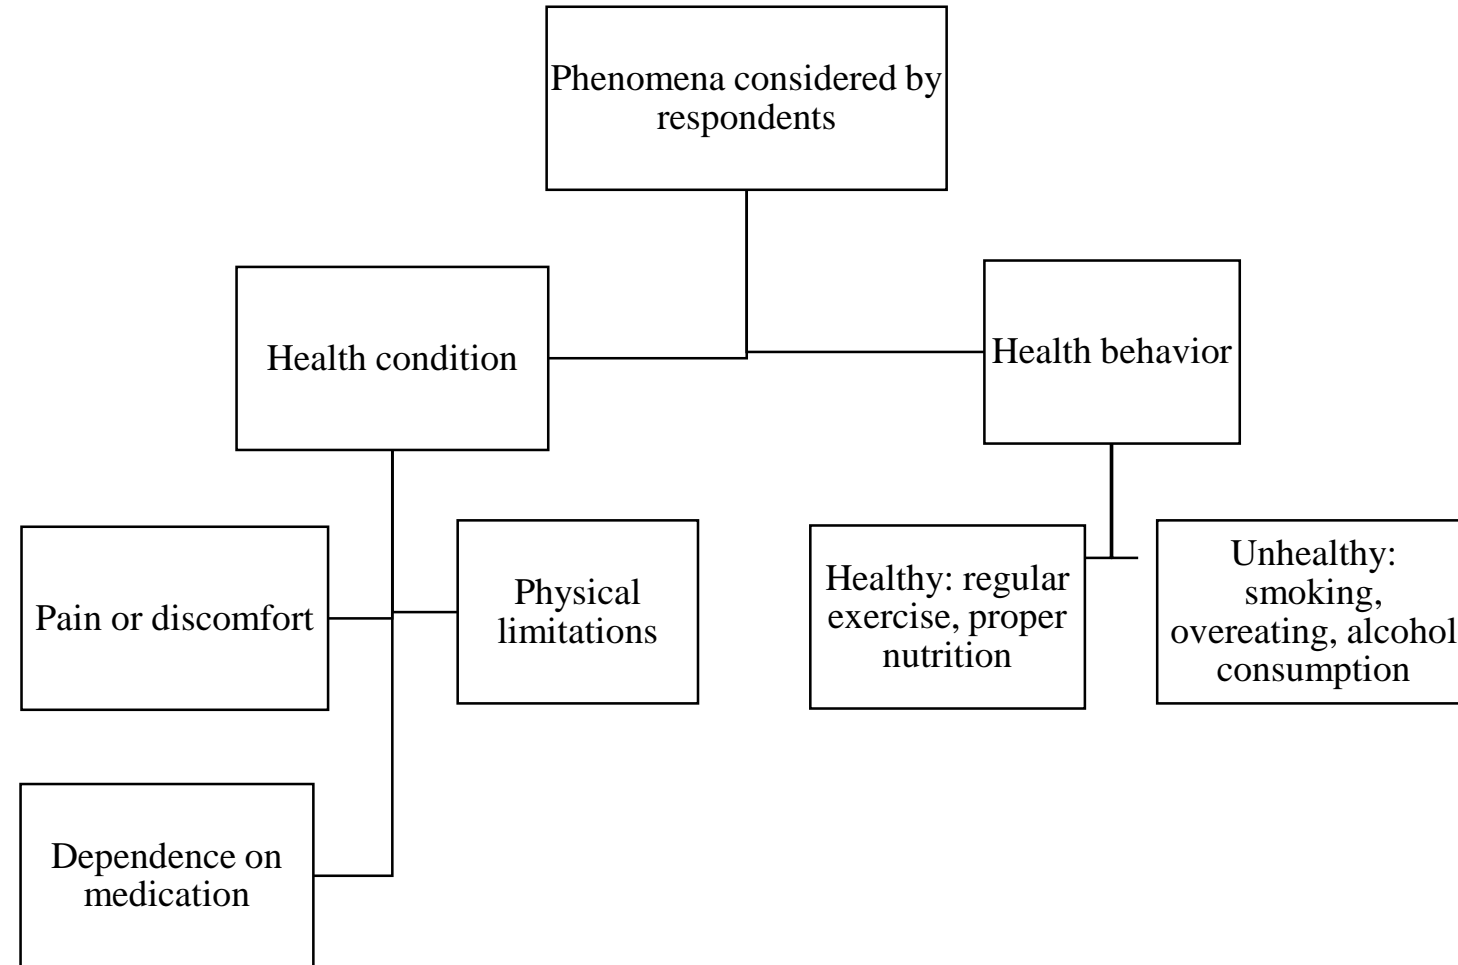 Phenomena considered by
respondents
Health condition
Health behavior
Pain or discomfort
Physical
limitations
Healthy: regular
exercise, proper
nutrition
Unhealthy:
smoking,
overeating, alcohol
consumption
Dependence on
medication